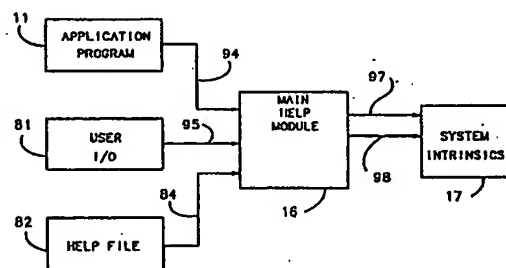 11
APPLICATION
PROGRAM
94
81
USER
I/O
95
84
82
HELP FILE
MAIN
HELP
MODULE
16
97
98
SYSTEM
INTRINSICS
17